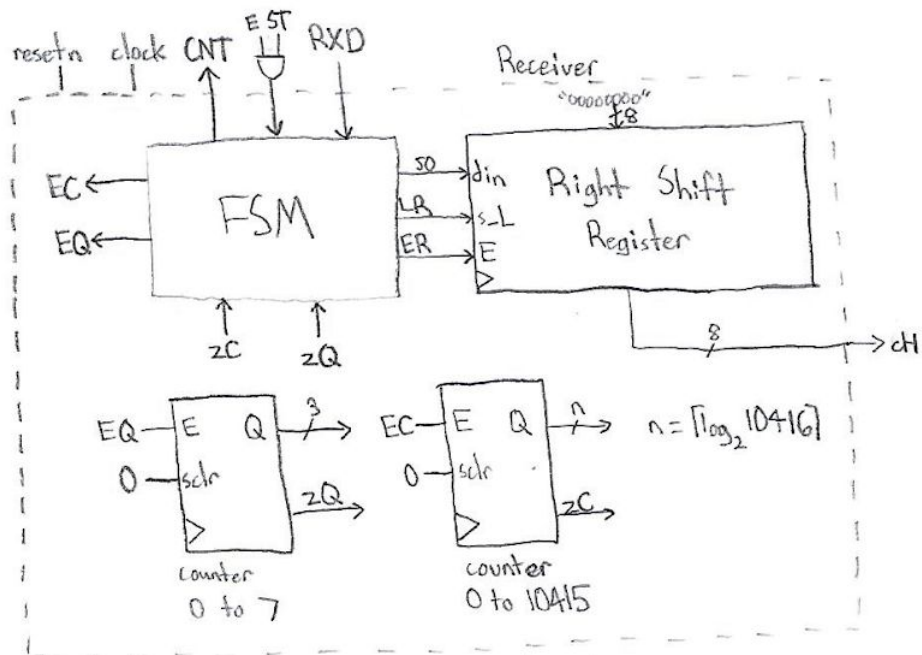 E ST
resetn clock CNT RXD
Receiver
"00000000"
8
EC
EQ
FSM
SO
LR
ER
din
s_L
E
Right Shift
Register
zC zQ
8
cH
EQ E Q 3
0 sclr
zQ
counter
0 to 7
EC E Q n
0 sclr
zC
counter
0 to 10415
n = ⌈log₂ 10416⌉